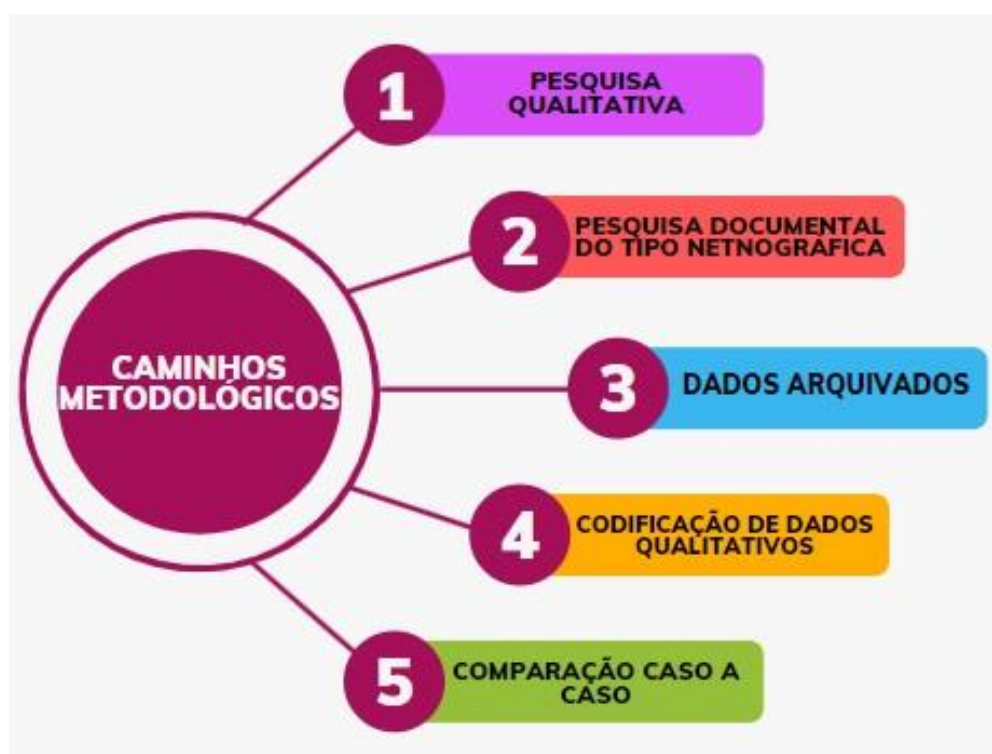 CAMINHOS
METODOLÓGICOS
1
PESQUISA
QUALITATIVA
2
PESQUISA DOCUMENTAL
DO TIPO NETNOGRÁFICA
3
DADOS ARQUIVADOS
4
CODIFICAÇÃO DE DADOS
QUALITATIVOS
5
COMPARAÇÃO CASO A
CASO